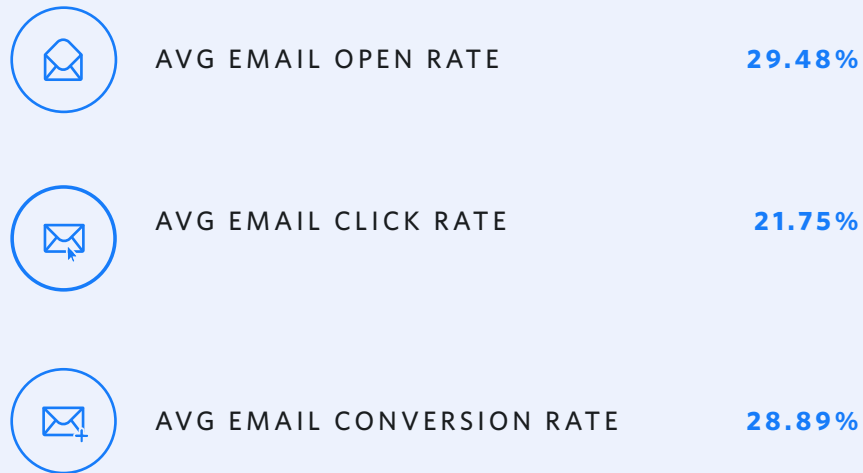 AVG EMAIL OPEN RATE 29.48%
AVG EMAIL CLICK RATE 21.75%
AVG EMAIL CONVERSION RATE 28.89%